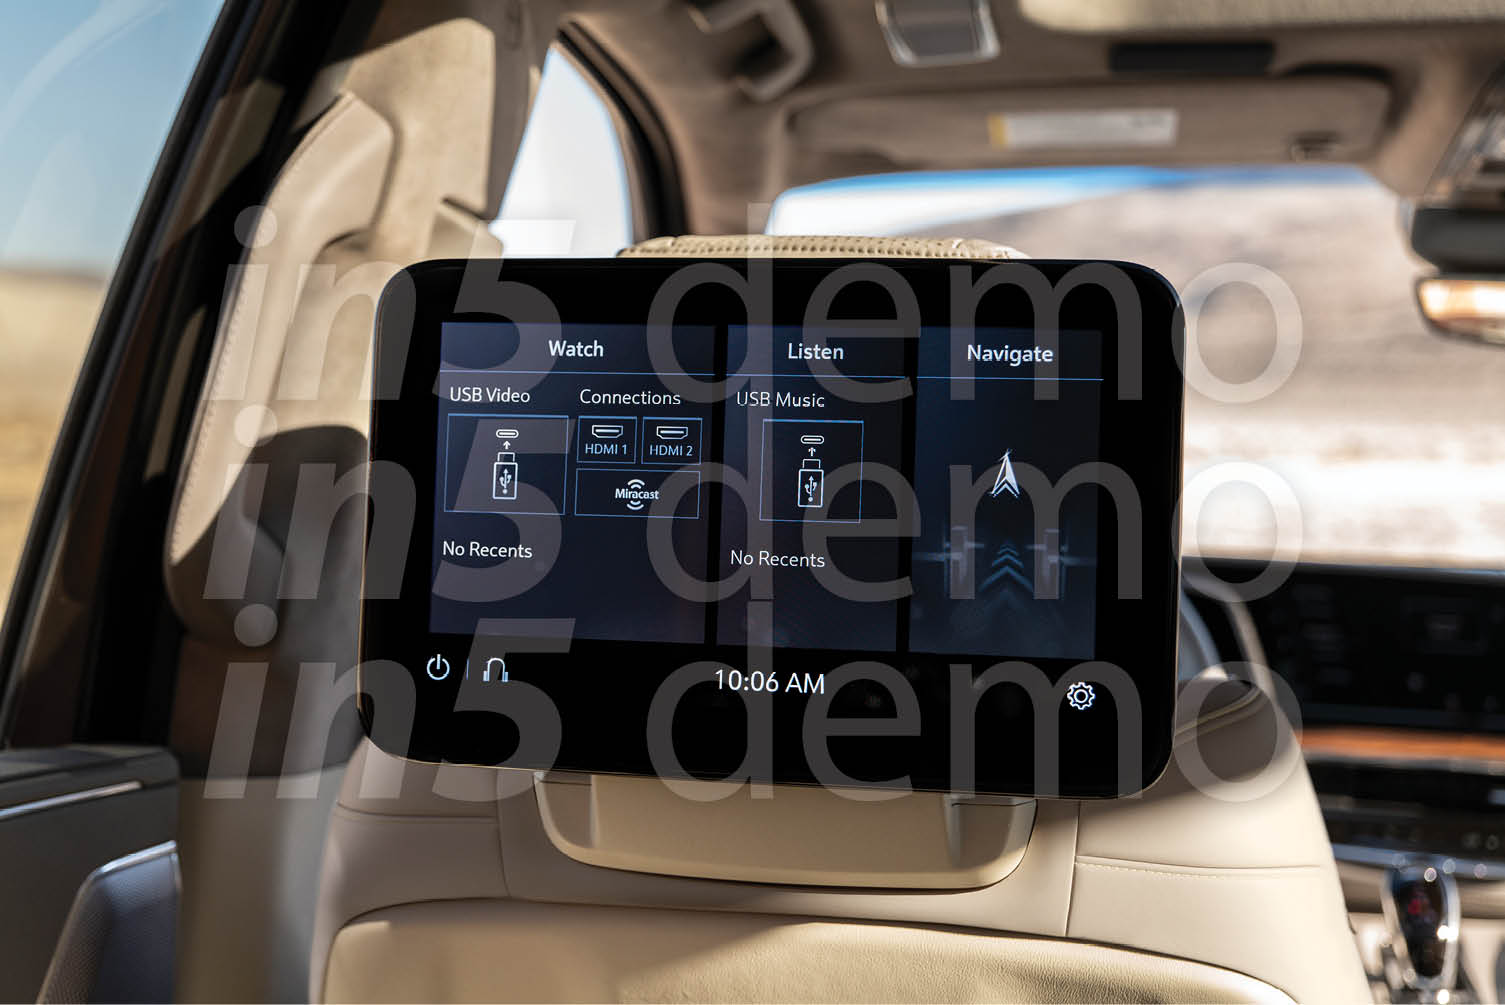 in5 demo
Watch
Listen
Navigate
USB Video
Connections
USB Music
HDMI 1
HDMI 2
Miracast
No Recents
No Recents
in5 demo
10:06 AM
in5 demo